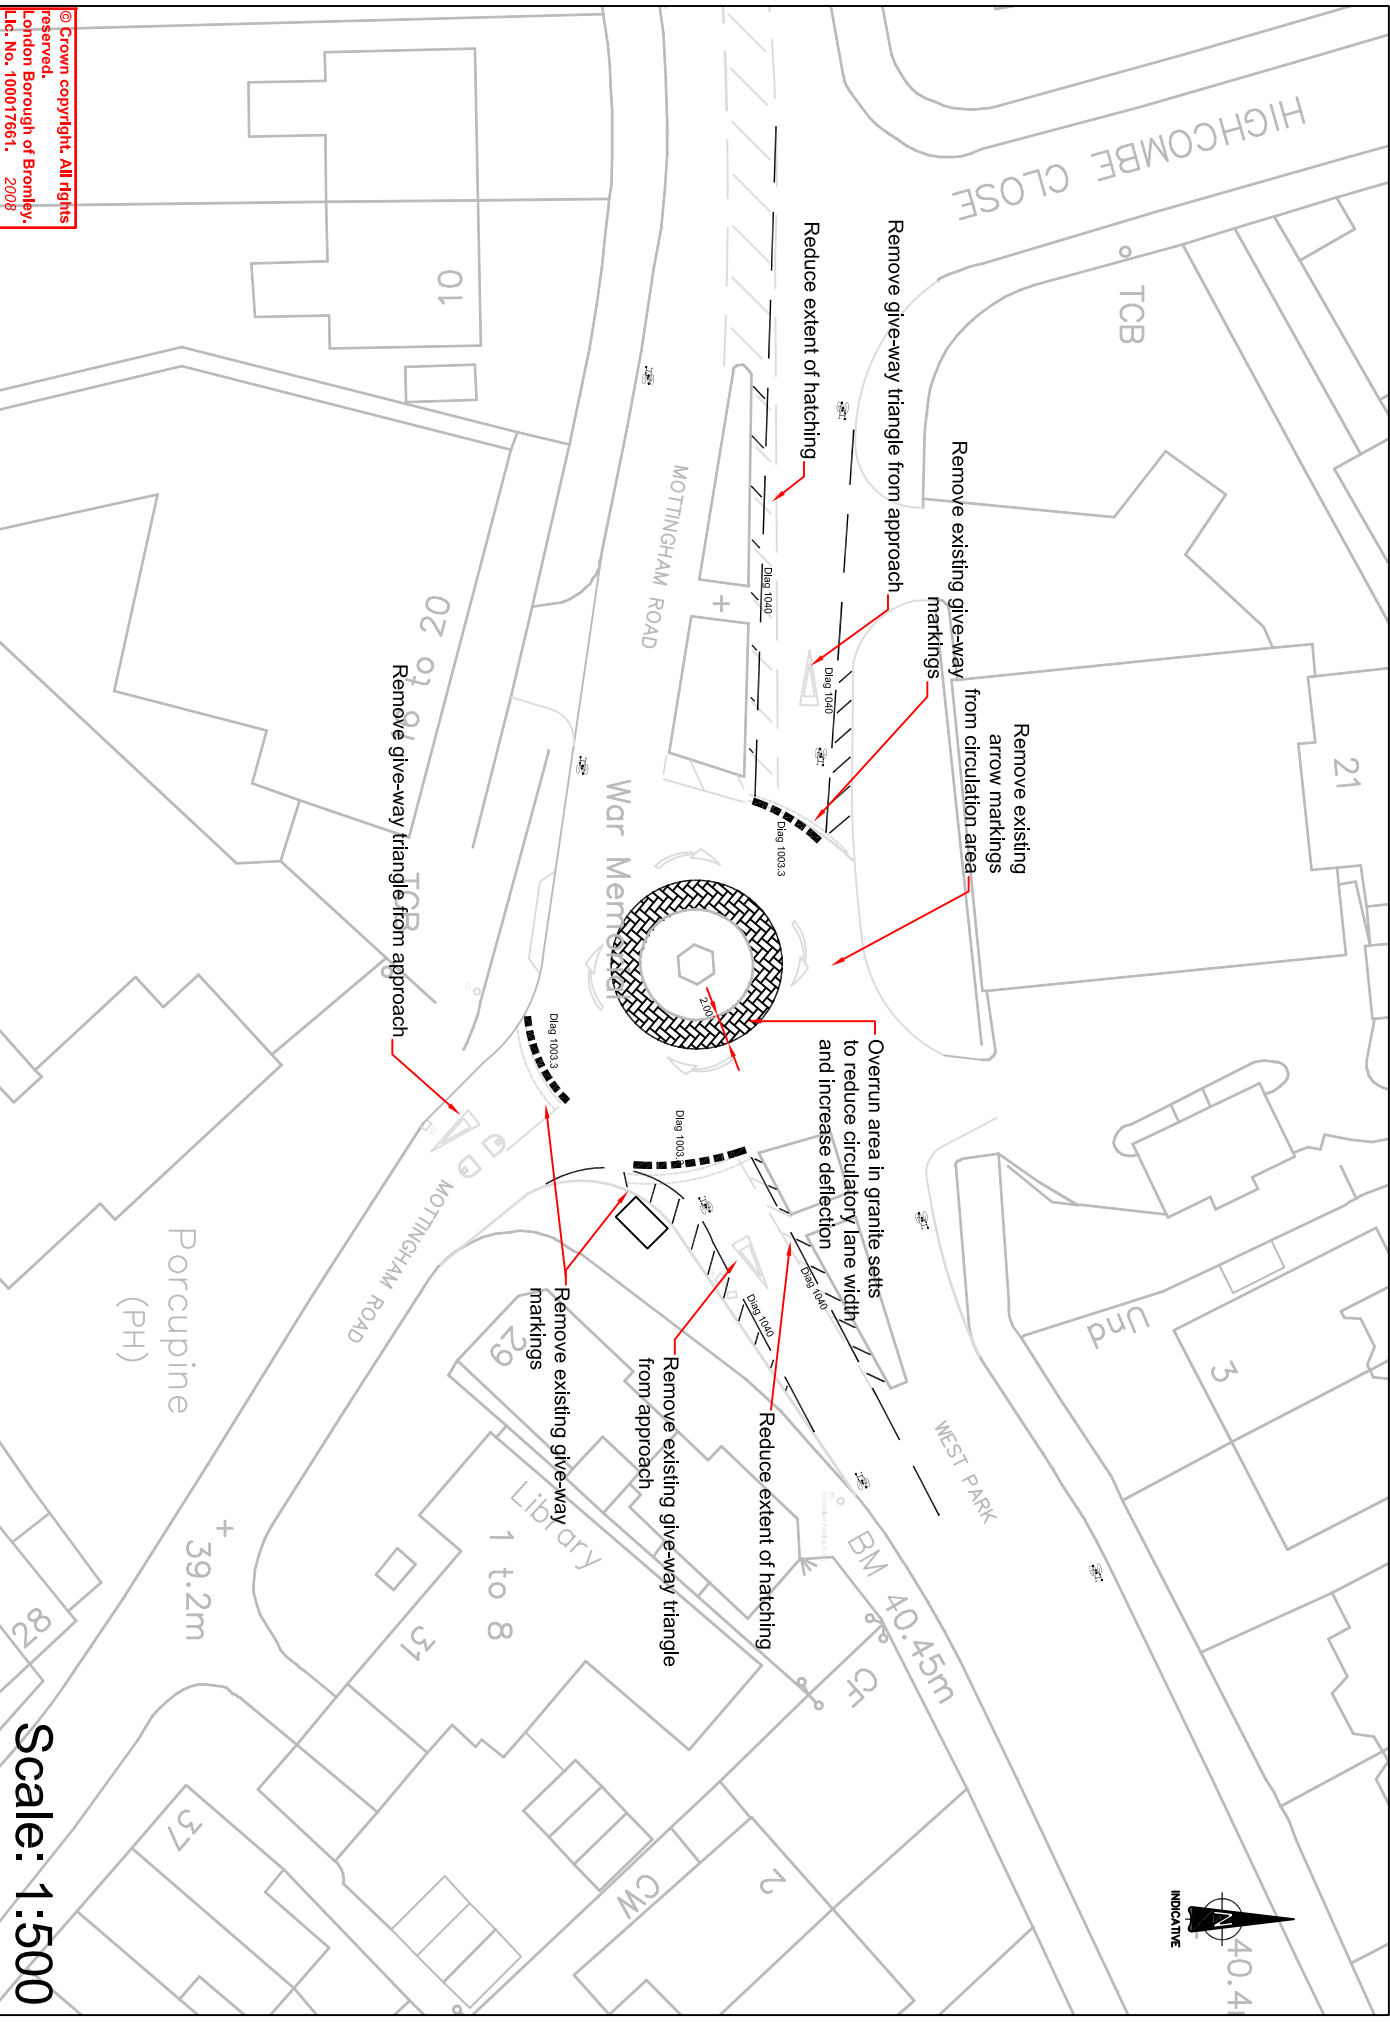 HIGHCOMBE CLOSE
TCB
Remove give-way triangle from approach
Reduce extent of hatching
Remove existing give-way
markings
Remove existing
arrow markings
from circulation area
21
10
MOTTINGHAM ROAD
Diag 1040
Diag 1040
Diag 1003.3
War Memorial
2.00
Overrun area in granite setts
to reduce circulatory lane width
and increase deflection
18 to 20
TCB
Remove give-way triangle from approach
Diag 1003.3
Diag 1003.3
Diag 1040
Diag 1040
Reduce extent of hatching
Remove existing give-way triangle
from approach
Remove existing give-way
markings
MOTTINGHAM ROAD
WEST PARK
Und
3
29
Library
1 to 8
31
BM 40.45m
CF
CW
2
37
Porcupine
(PH)
39.2m
28
N
INDICATIVE
© Crown copyright. All rights
reserved.
London Borough of Bromley.
Lic. No. 100017661. 2008
Scale: 1:500